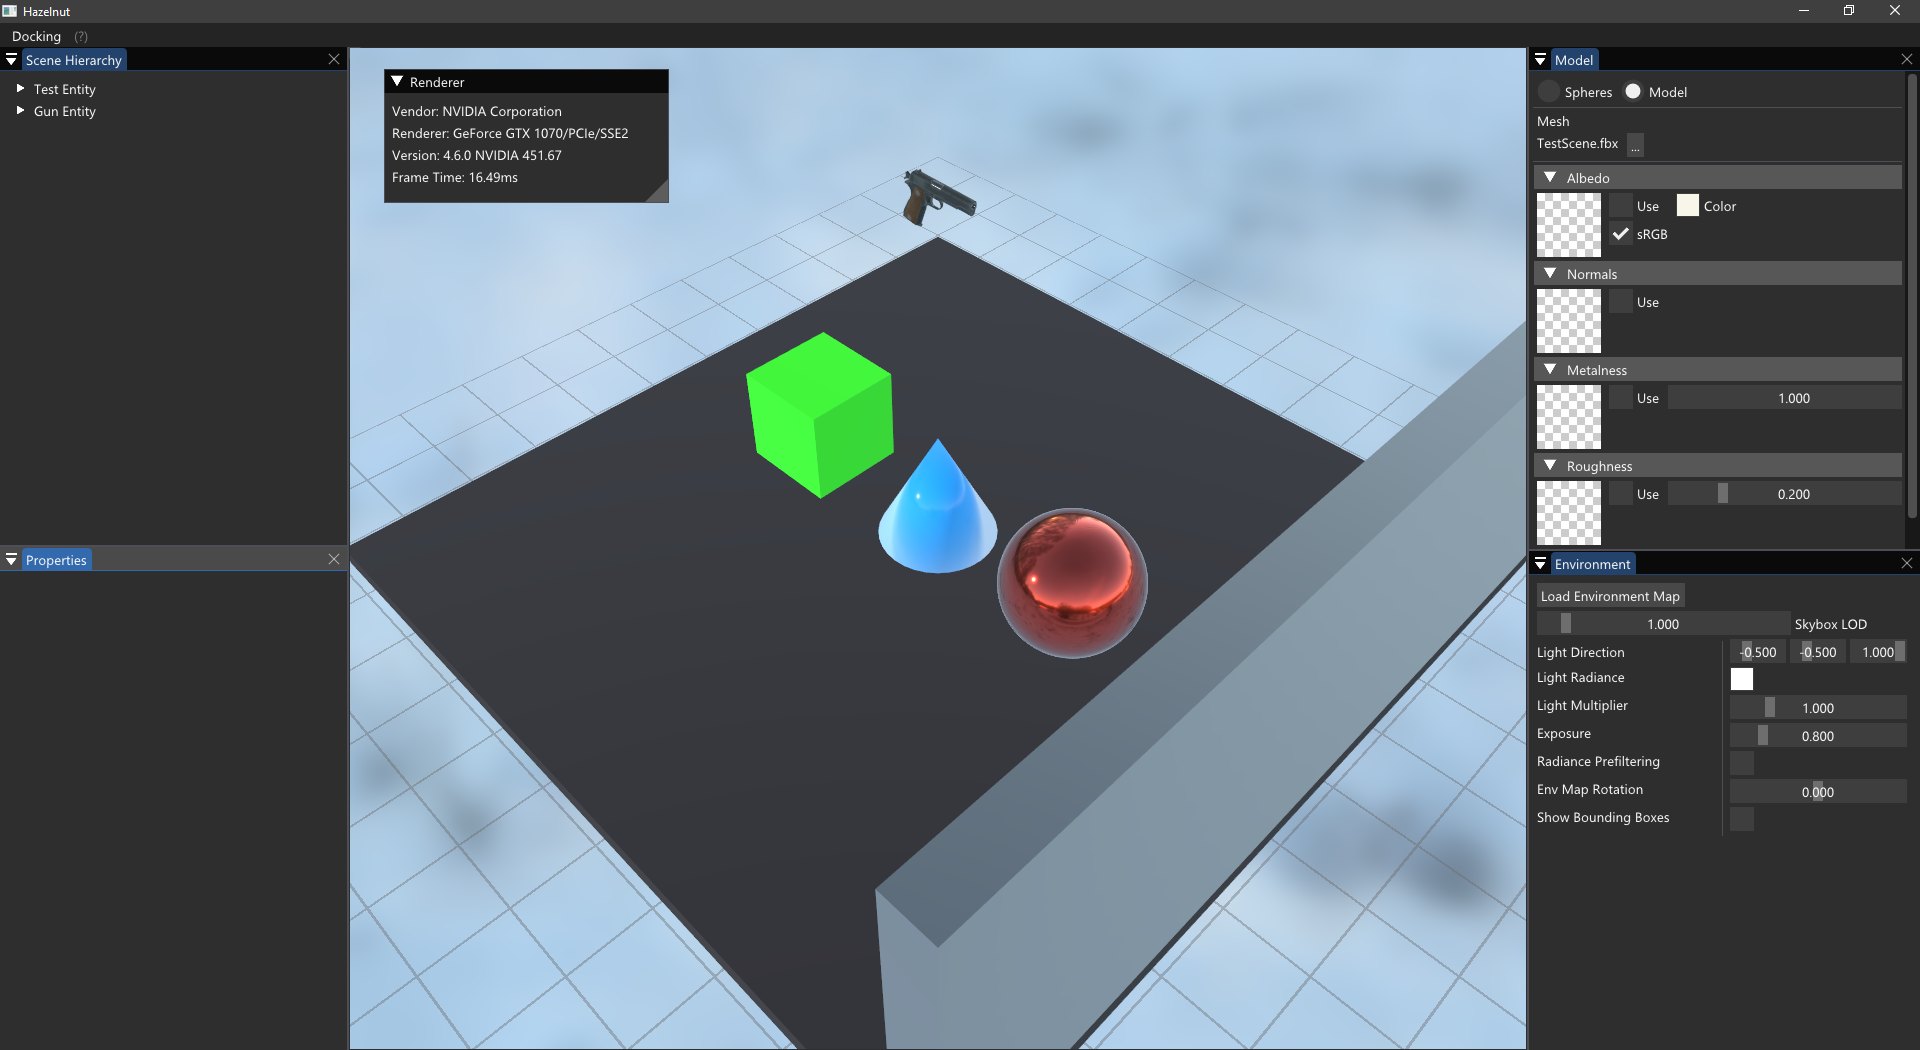 Hazelnut
Docking (?)
Scene Hierarchy
Test Entity
Gun Entity
Properties
Renderer
Vendor: NVIDIA Corporation
Renderer: GeForce GTX 1070/PCIe/SSE2
Version: 4.6.0 NVIDIA 451.67
Frame Time: 16.49ms
Model
Spheres Model
Mesh
TestScene.fbx ...
Albedo
Use Color
sRGB
Normals
Use
Metalness
Use 1.000
Roughness
Use 0.200
Environment
Load Environment Map
1.000 Skybox LOD
Light Direction -0.500 -0.500 1.000
Light Radiance
Light Multiplier 1.000
Exposure 0.800
Radiance Prefiltering
Env Map Rotation 0.000
Show Bounding Boxes